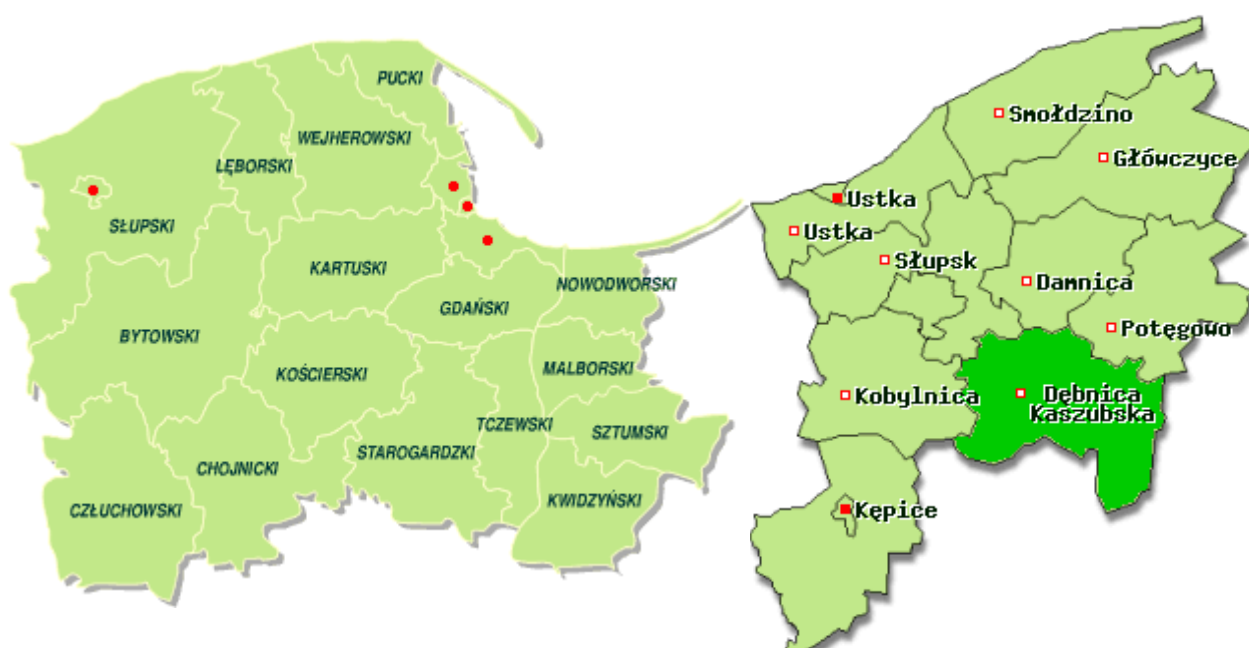 PUCKI
WEJHEROWSKI
LĘBORSKI
SŁUPSKI
KARTUSKI
NOWODWORSKI
GDAŃSKI
BYTOWSKI
KOŚCIERSKI
MALBORSKI
TCZEWSKI
SZTUMSKI
STAROGARDZKI
CHOJNICKI
KWIDZYŃSKI
CZŁUCHOWSKI
Smołdzino
Główczyce
Ustka
Ustka
Słupsk
Damnica
Potęgowo
Kobylnica
Dębnica
Kaszubska
Kępice